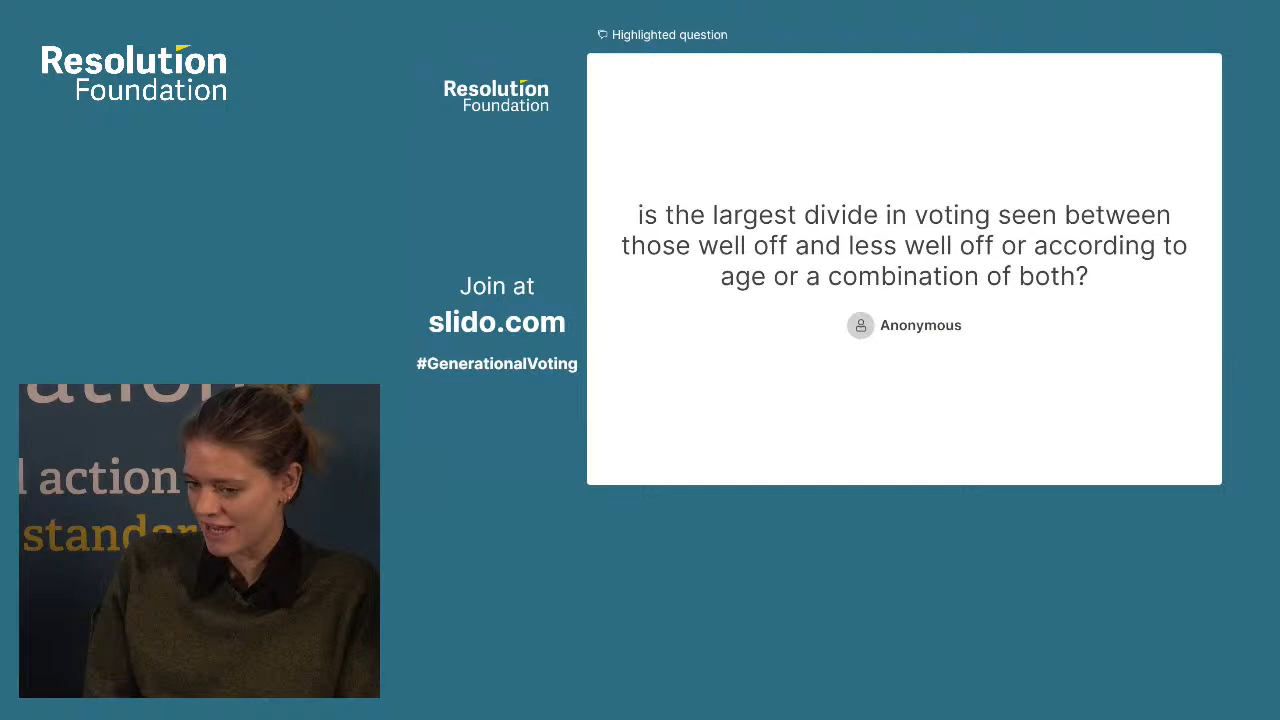 Resolution
Foundation
Highlighted question
Resolution
Foundation
is the largest divide in voting seen between
those well off and less well off or according to
age or a combination of both?
Anonymous
Join at
slido.com
#GenerationalVoting
action